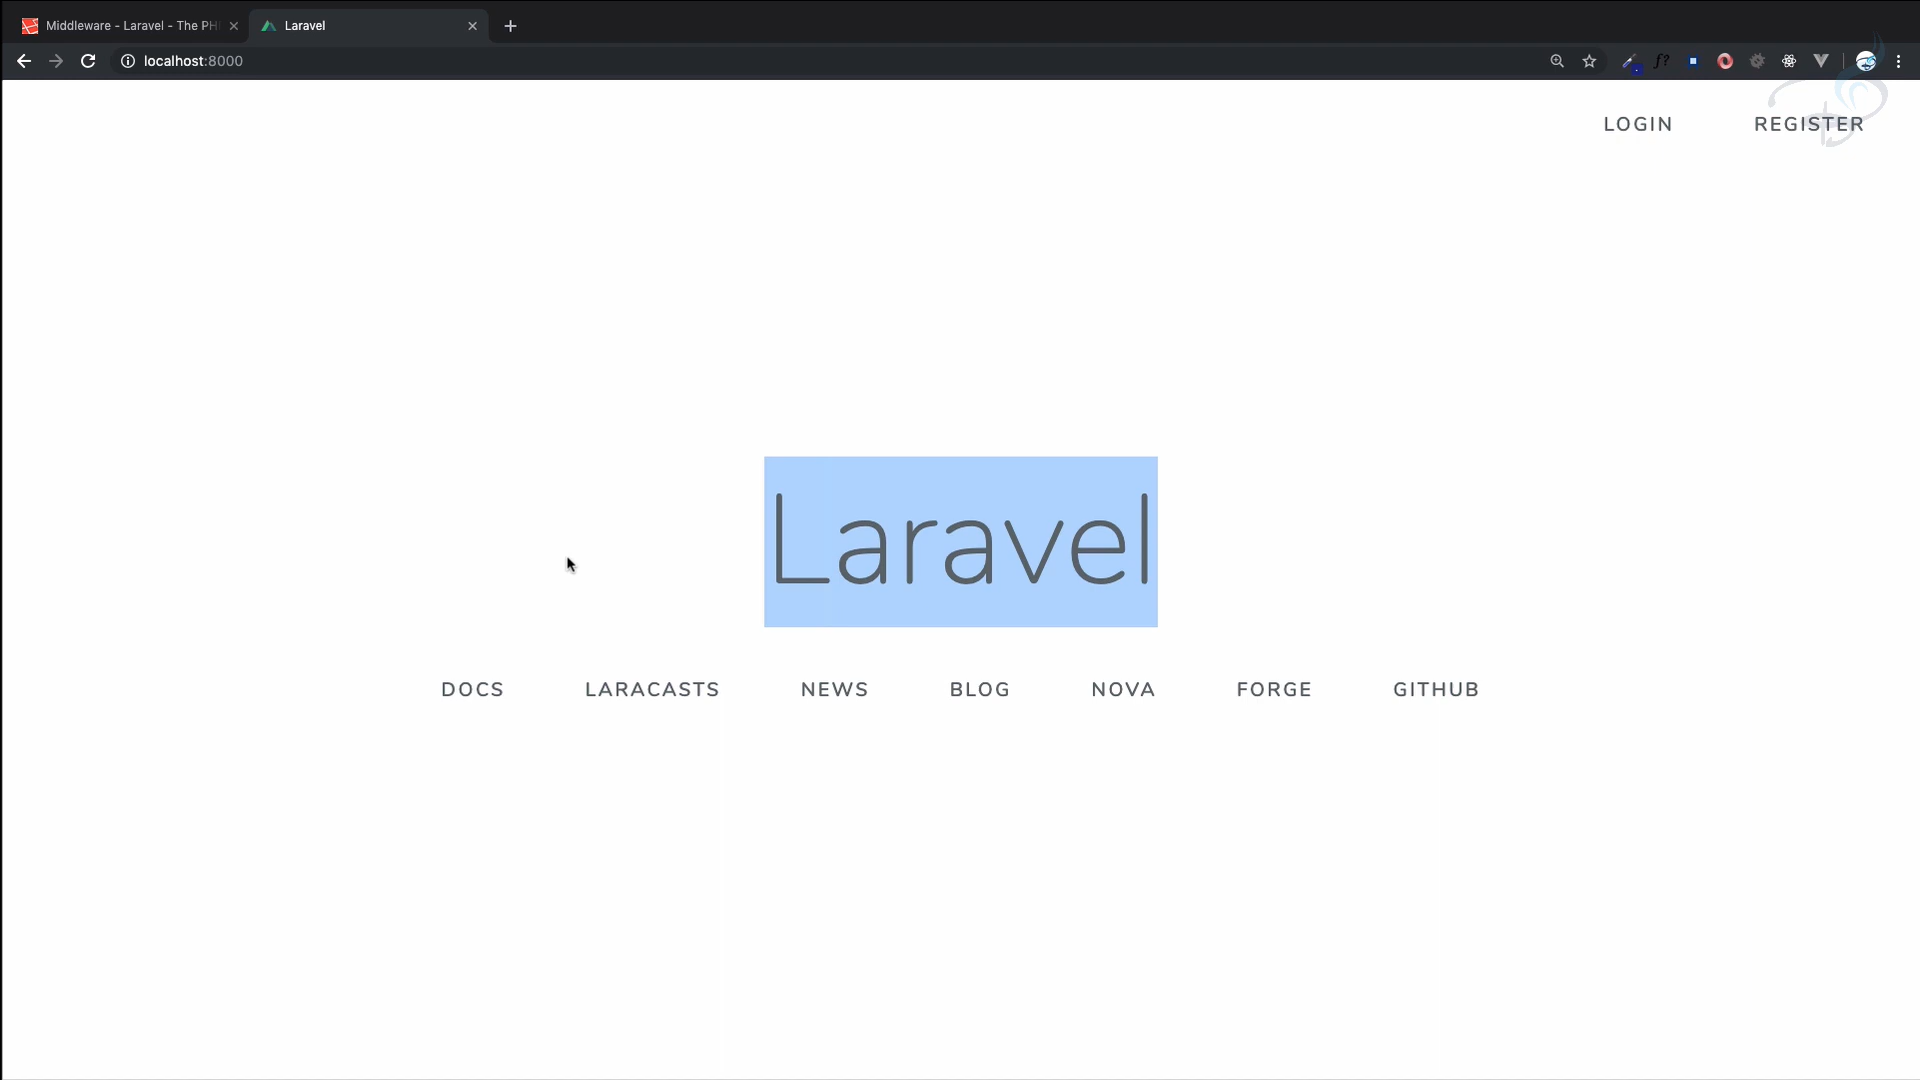 Middleware - Laravel - The PH
Laravel
localhost:8000
f?
LOGIN REGISTER
Laravel
DOCS LARACASTS NEWS BLOG NOVA FORGE GITHUB